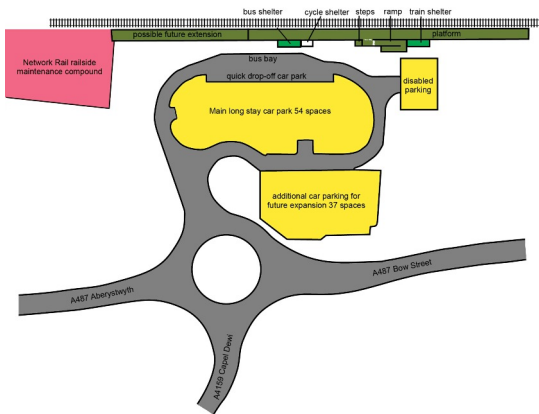 bus shelter
cycle shelter
steps
ramp
train shelter
possible future extension
platform
Network Rail railside
maintenance compound
bus bay
quick drop-off car park
disabled
parking
Main long stay car park 54 spaces
additional car parking for
future expansion 37 spaces
A487 Bow Street
A487 Aberystwyth
A4159 Capel Dewi